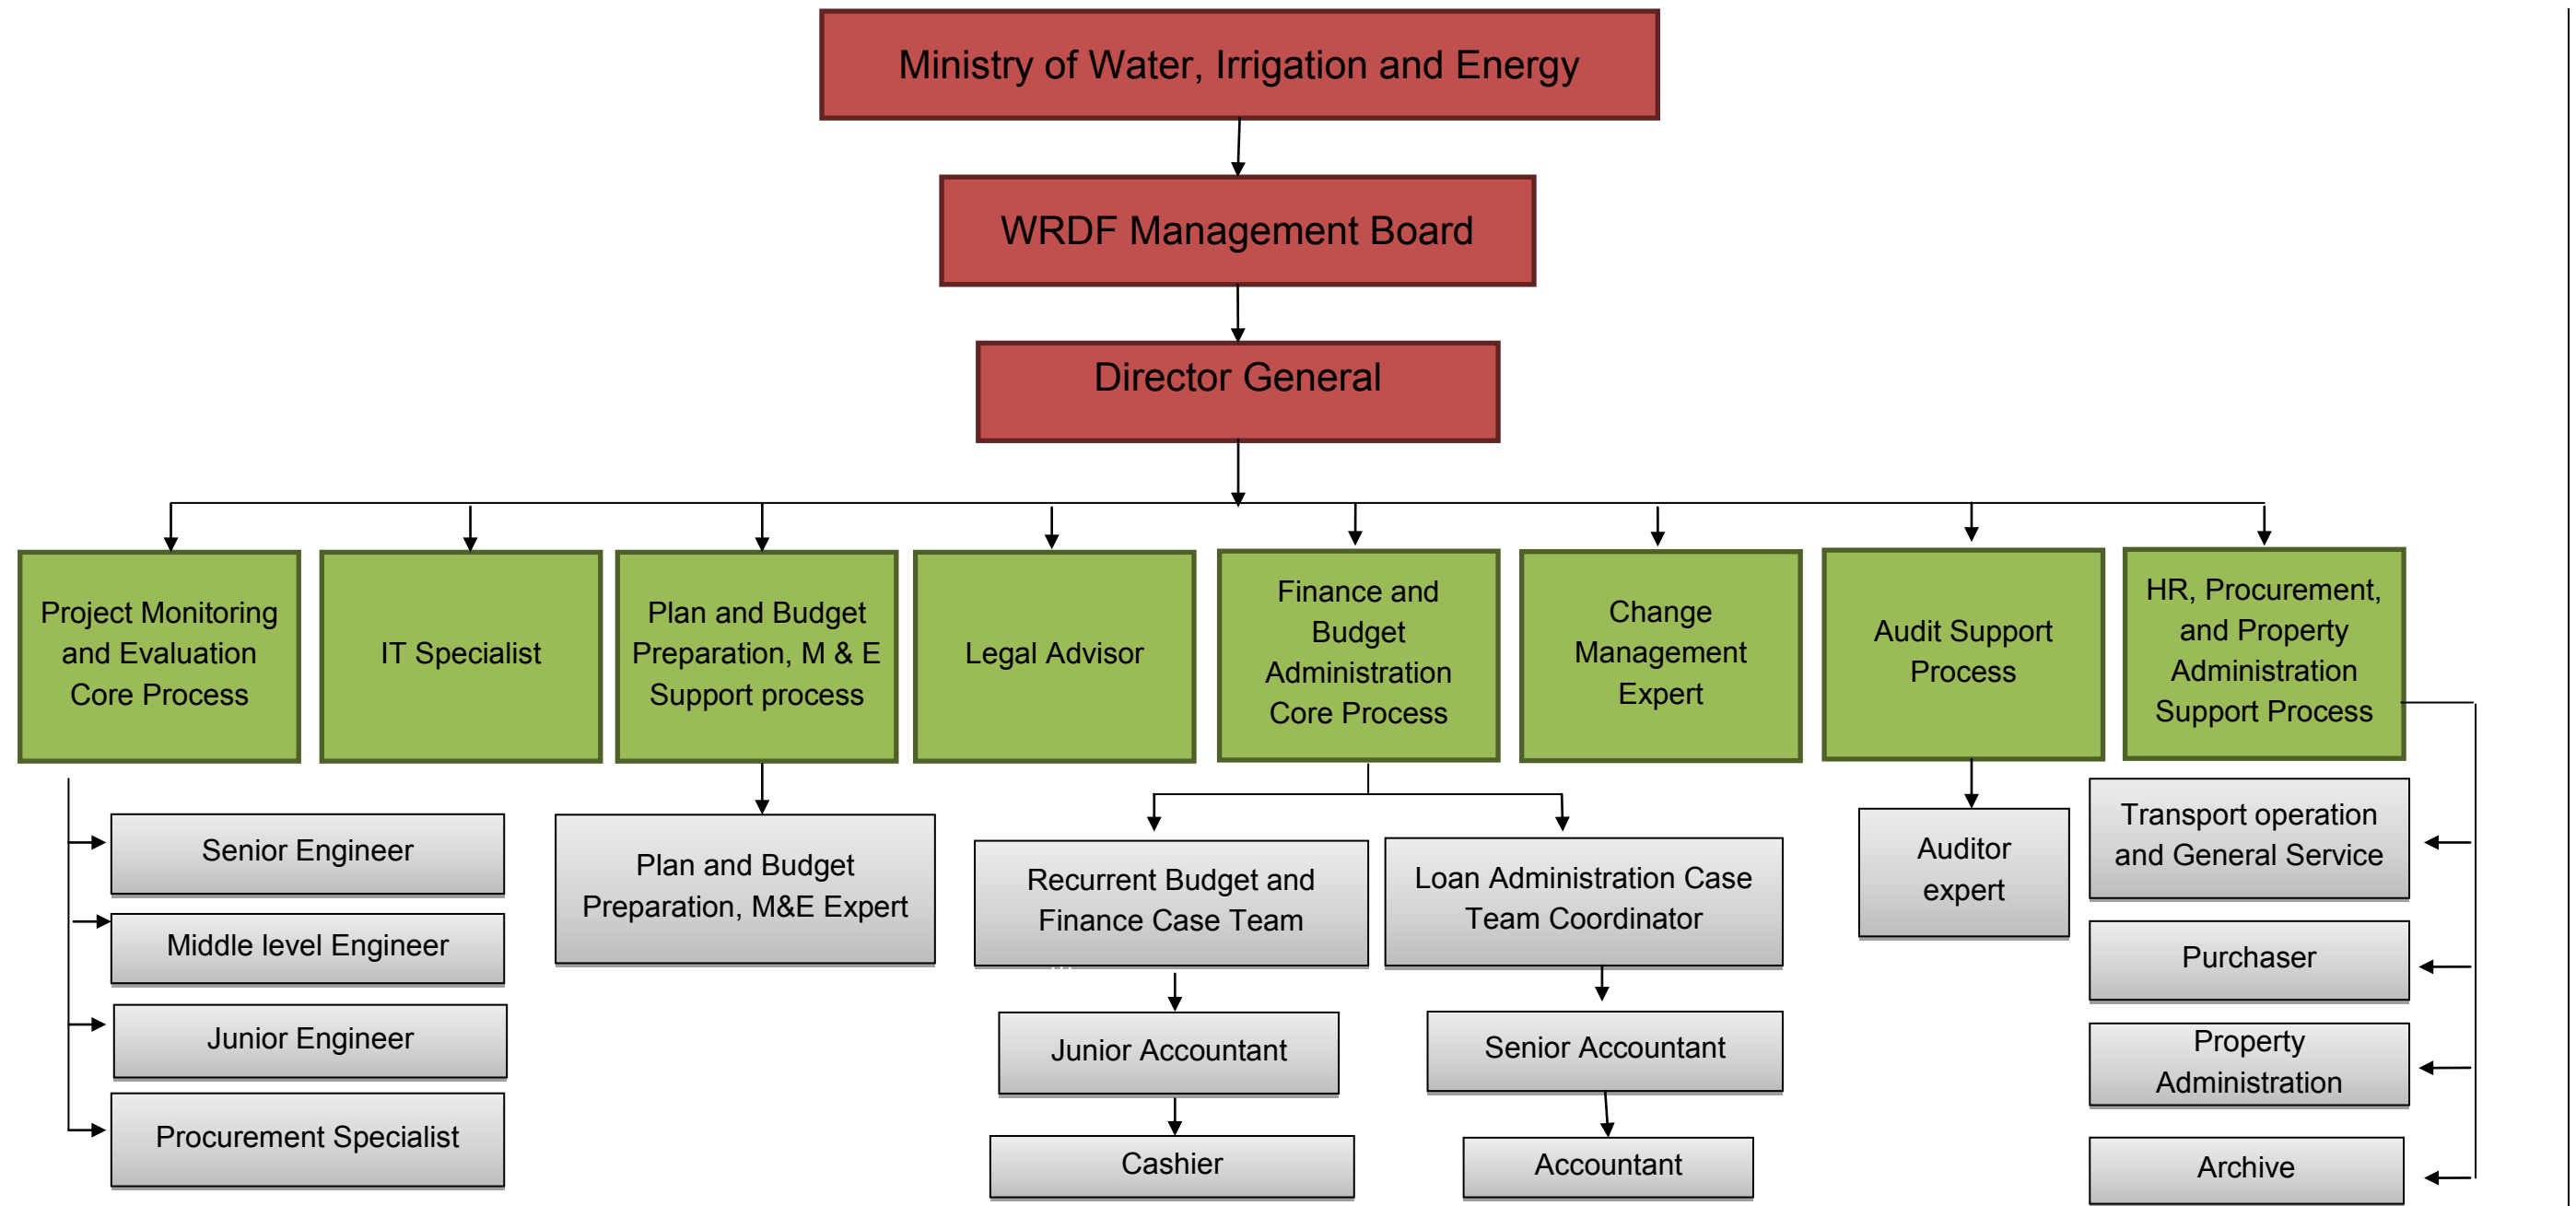 Ministry of Water, Irrigation and Energy
WRDF Management Board
Director General
Project Monitoring
and Evaluation
Core Process
IT Specialist
Plan and Budget
Preparation, M & E
Support process
Legal Advisor
Finance and
Budget
Administration
Core Process
Change
Management
Expert
Audit Support
Process
HR, Procurement,
and Property
Administration
Support Process
Senior Engineer
Middle level Engineer
Junior Engineer
Procurement Specialist
Plan and Budget
Preparation, M&E Expert
Recurrent Budget and
Finance Case Team
Junior Accountant
Cashier
Loan Administration Case
Team Coordinator
Senior Accountant
Accountant
Auditor
expert
Transport operation
and General Service
Purchaser
Property
Administration
Archive